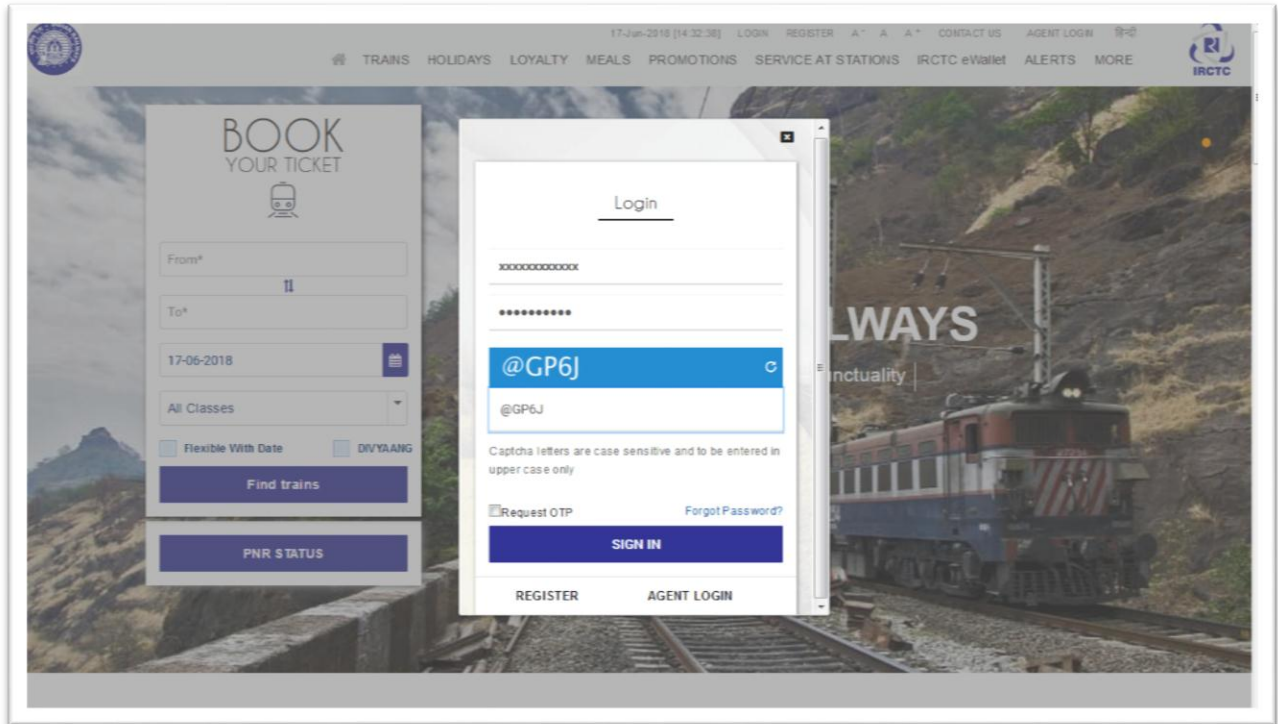 17-Jun-2018 [14:32:38] LOGIN REGISTER A- A A+ CONTACT US AGENT LOGIN हिन्दी
TRAINS HOLIDAYS LOYALTY MEALS PROMOTIONS SERVICE AT STATIONS IRCTC eWallet ALERTS MORE
IRCTC
BOOK
YOUR TICKET
From*
To*
17-06-2018
All Classes
Flexible With Date DIVYAANG
Find trains
PNR STATUS
Login
xxxxxxxxxxxx
@GP6J
@GP6J
Captcha letters are case sensitive and to be entered in
upper case only
Request OTP Forgot Password?
SIGN IN
REGISTER AGENT LOGIN
LWAYS
unctuality